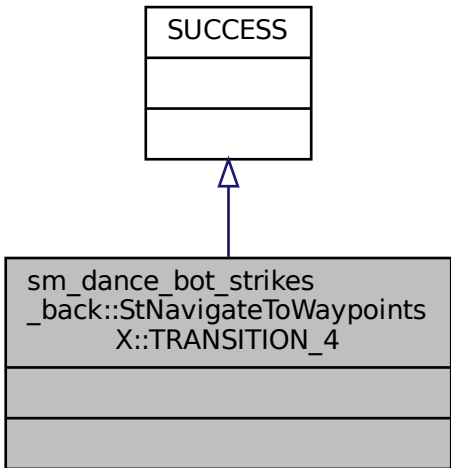 SUCCESS
sm_dance_bot_strikes
_back::StNavigateToWaypoints
X::TRANSITION_4